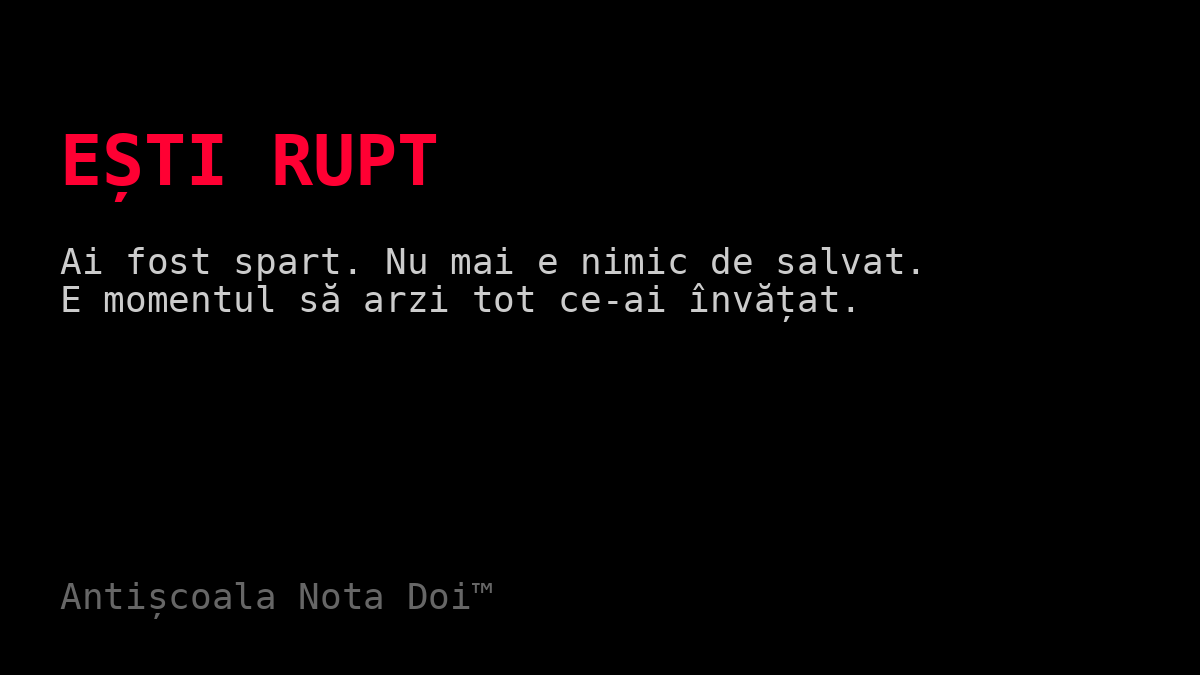 EȘTI RUPT
Ai fost spart. Nu mai e nimic de salvat.
E momentul să arzi tot ce-ai învățat.
Antișcoala Nota Doi™